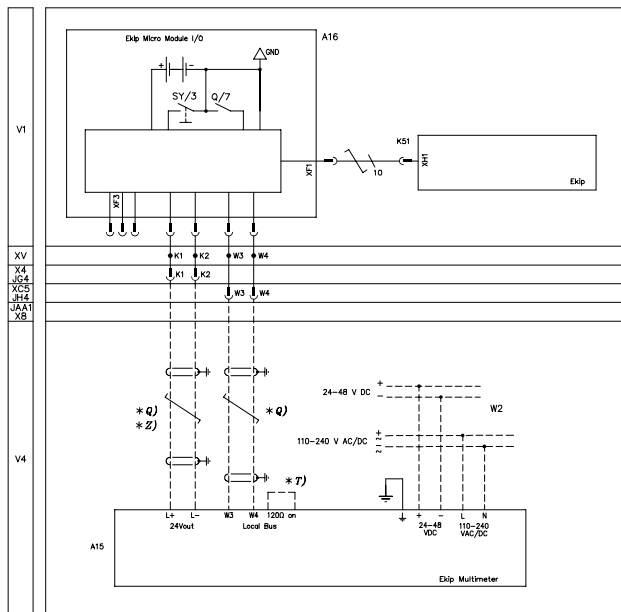 Ekip Micro Module I/O
A16
GND
+
-
SY/3
Q/7
V1
K51
XF1
10
XH1
Ekip
XF3
XV
K1
K2
W3
W4
X4
JG4
K1
K2
XC5
JH4
W3
W4
JAA1
X8
24-48 V DC
+
-
W2
* Q)
* Z)
* Q)
110-240 V AC/DC
+
~
-
~
V4
* T)
L+
L-
W3
W4
120Ω on
+
-
L
N
24Vout
Local Bus
24-48
VDC
110-240
VAC/DC
A15
Ekip Multimeter